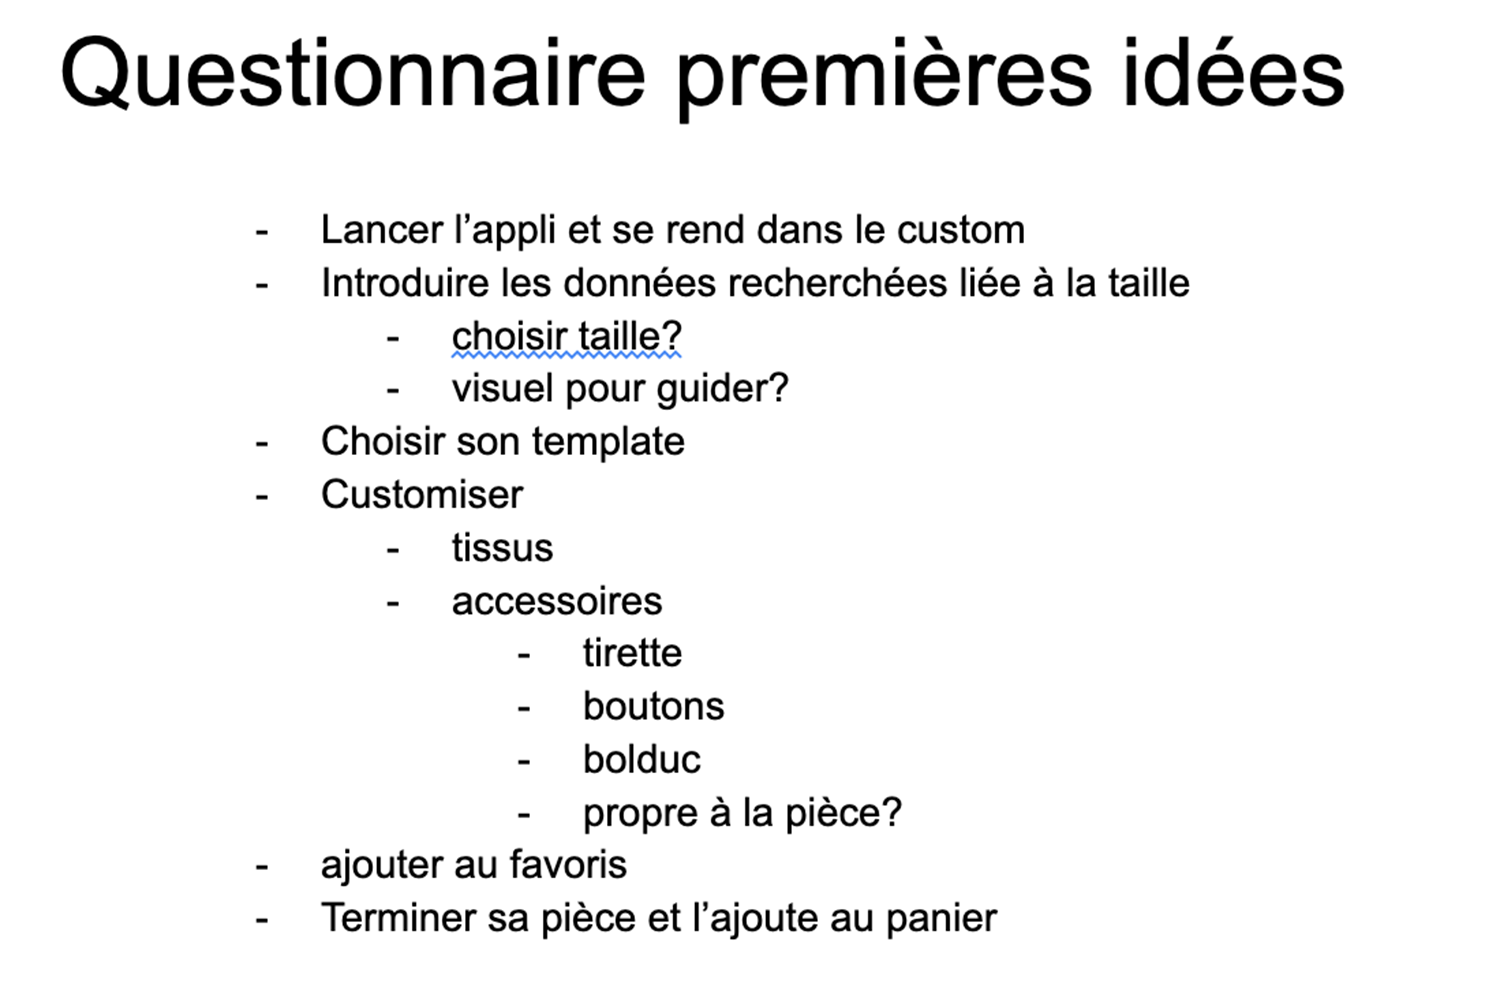 Questionnaire premières idées
- Lancer l’appli et se rend dans le custom
- Introduire les données recherchées liée à la taille
- choisir taille?
- visuel pour guider?
- Choisir son template
- Customiser
- tissus
- accessoires
- tirette
- boutons
- bolduc
- propre à la pièce?
- ajouter au favoris
- Terminer sa pièce et l’ajoute au panier